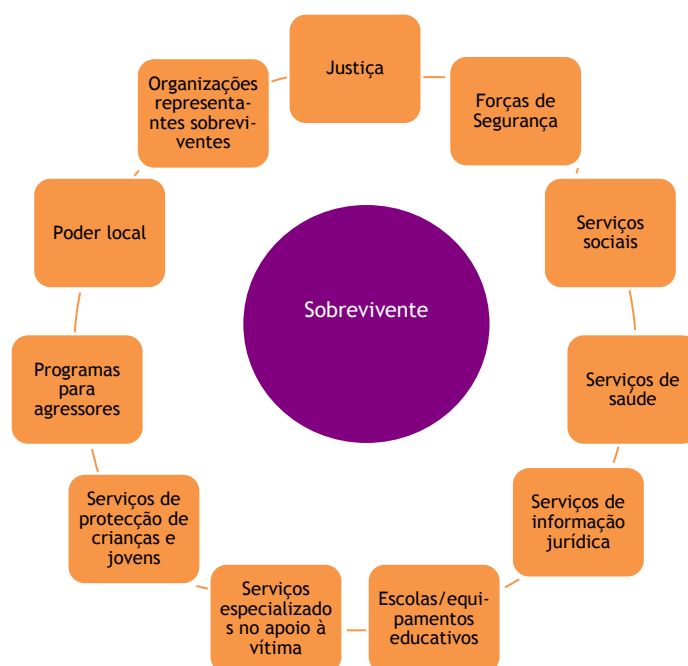 Justiça
Forças de
Segurança
Serviços
sociais
Serviços de
saúde
Serviços de
informação
jurídica
Escolas/equi-
pamentos
educativos
Serviços
especializado
s no apoio à
vítima
Serviços de
protecção de
crianças e
jovens
Programas
para
agressores
Poder local
Organizações
representa-
ntes sobrevi-
ventes
Sobrevivente